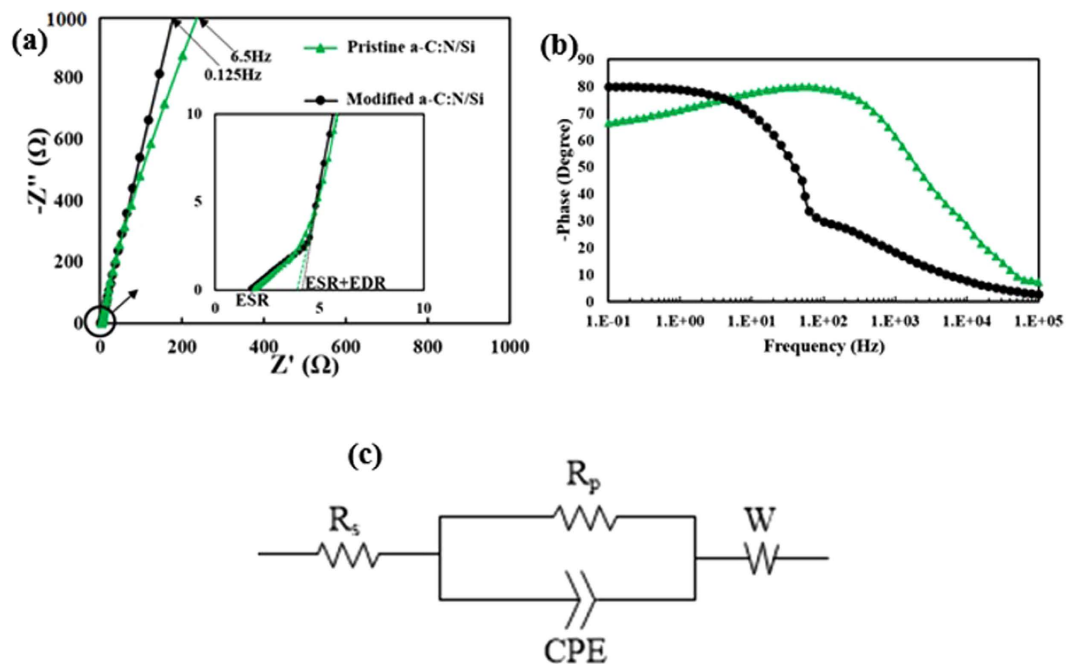 (a)
-Z" (Ω)
1000
800
600
400
200
0
0
200
400
600
800
1000
Z' (Ω)
6.5Hz
0.125Hz
Pristine a-C:N/Si
Modified a-C:N/Si
10
5
0
0
5
10
ESR
ESR+EDR
(b)
-Phase (Degree)
90
80
70
60
50
40
30
20
10
0
1.E-01
1.E+00
1.E+01
1.E+02
1.E+03
1.E+04
1.E+05
Frequency (Hz)
(c)
Rs
Rp
CPE
W